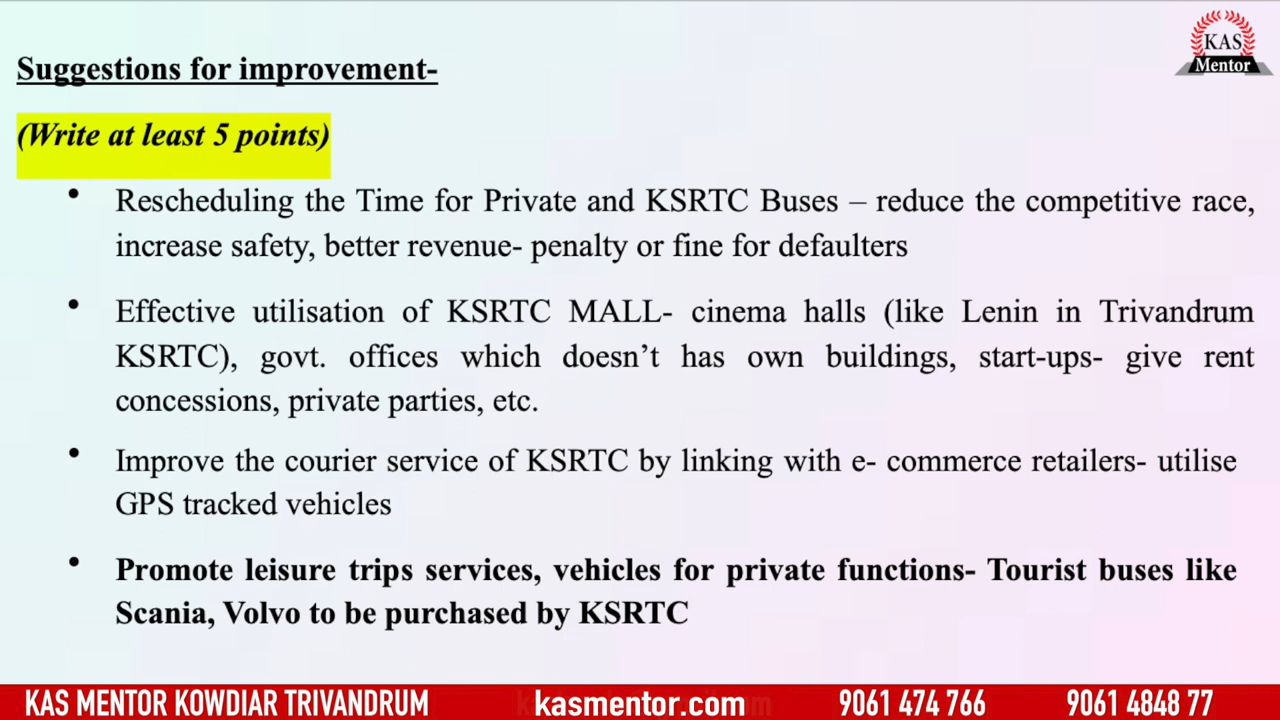 KAS
Mentor
Suggestions for improvement-
(Write at least 5 points)
• Rescheduling the Time for Private and KSRTC Buses – reduce the competitive race,
increase safety, better revenue- penalty or fine for defaulters
• Effective utilisation of KSRTC MALL- cinema halls (like Lenin in Trivandrum
KSRTC), govt. offices which doesn’t has own buildings, start-ups- give rent
concessions, private parties, etc.
• Improve the courier service of KSRTC by linking with e- commerce retailers- utilise
GPS tracked vehicles
• Promote leisure trips services, vehicles for private functions- Tourist buses like
Scania, Volvo to be purchased by KSRTC
KAS MENTOR KOWDIAR TRIVANDRUM kasmentor.com 9061 474 766 9061 4848 77